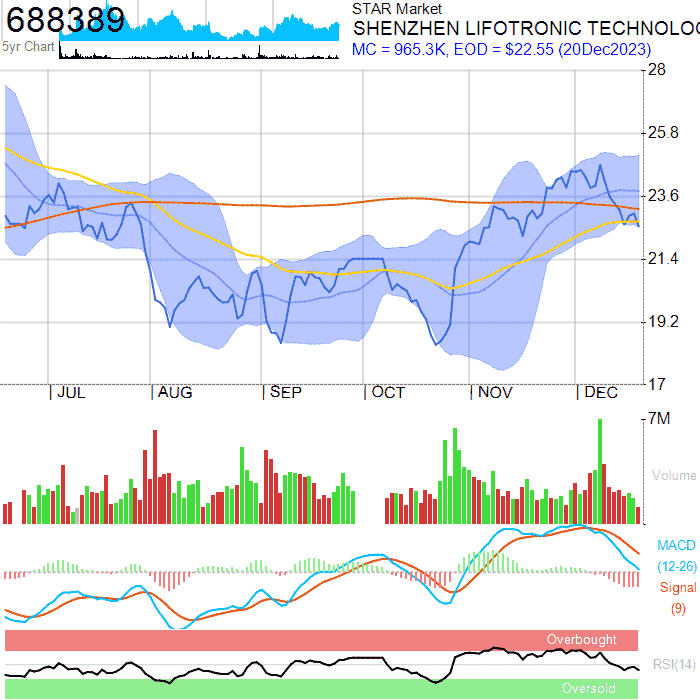 688389
STAR Market
SHENZHEN LIFOTRONIC TECHNOLO
5yr Chart
MC = 965.3K, EOD = $22.55 (20Dec2023)
28
25.8
23.6
21.4
19.2
17
JUL AUG SEP OCT NOV DEC
7M
Volume
MACD
(12-26)
Signal
(9)
Overbought
RSI(14)
Oversold